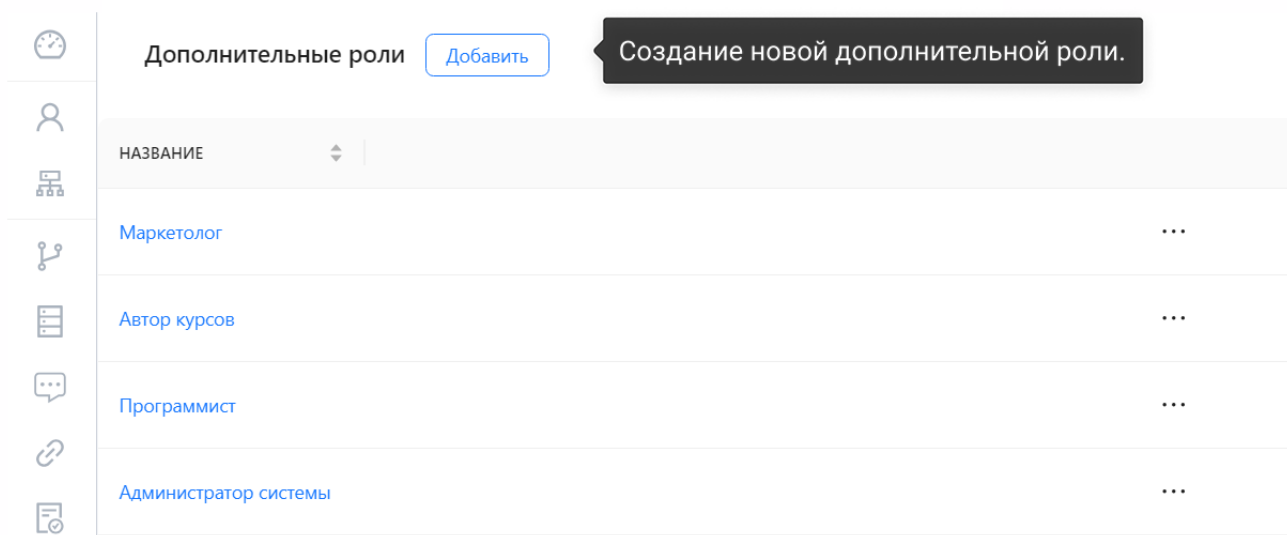 Дополнительные роли Добавить Создание новой дополнительной роли.
НАЗВАНИЕ
Маркетолог
Автор курсов
Программист
Администратор системы